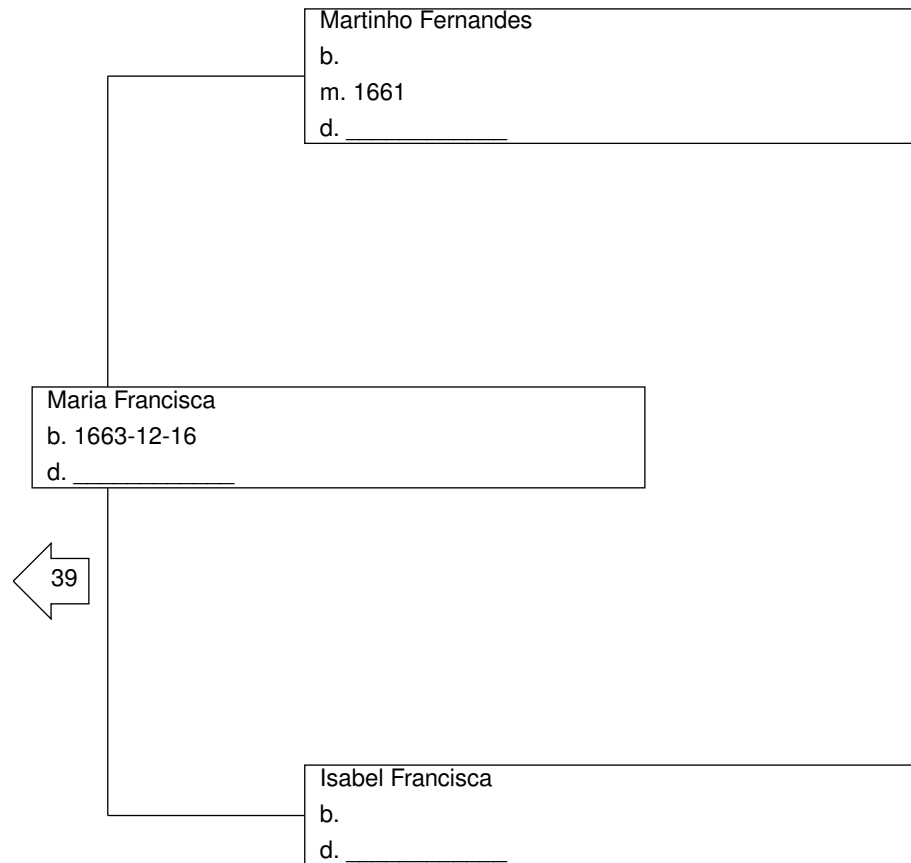 Martinho Fernandes
b.
m. 1661
d. ____________
Maria Francisca
b. 1663-12-16
d. ____________
39
Isabel Francisca
b.
d. ____________